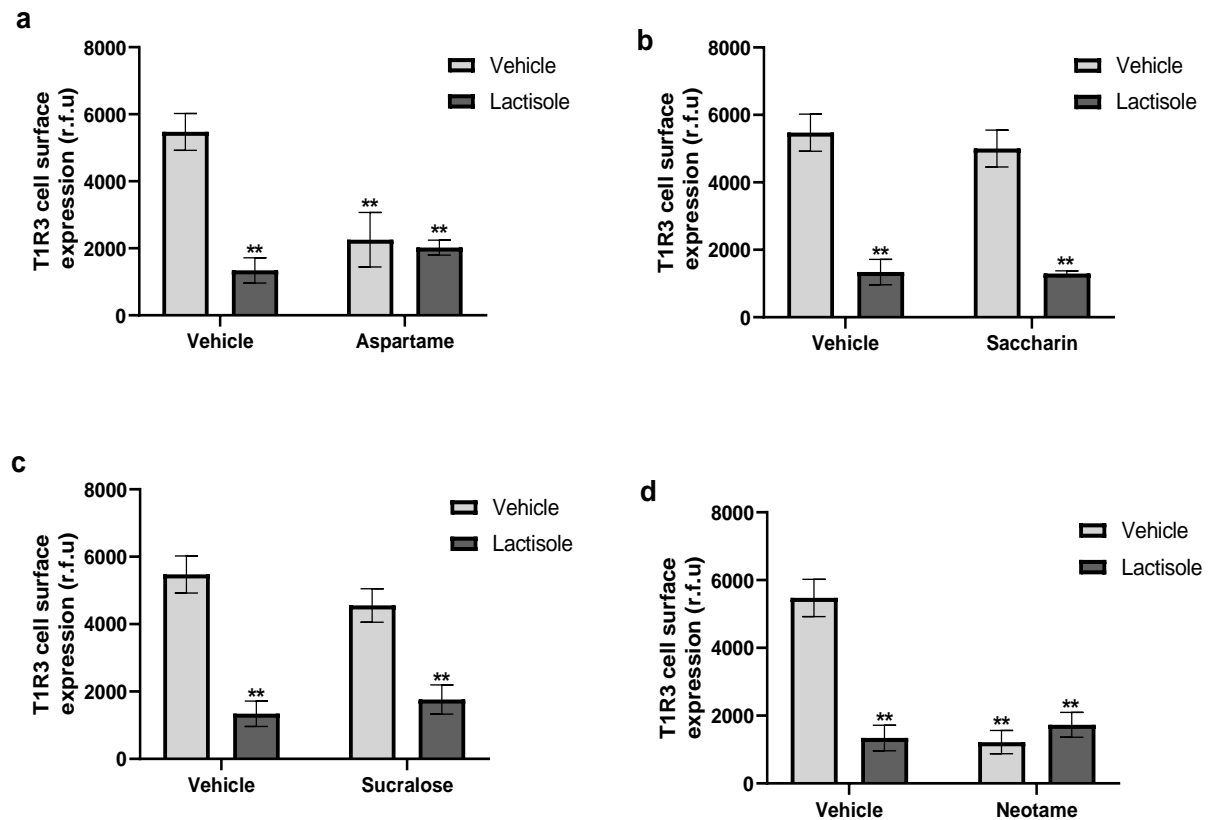 a
8000
6000
4000
2000
0
T1R3 cell surface
expression (r.f.u)
Vehicle
Lactisole
**
**
**
Vehicle Aspartame
b
8000
6000
4000
2000
0
T1R3 cell surface
expression (r.f.u)
Vehicle
Lactisole
**
**
Vehicle Saccharin
c
8000
6000
4000
2000
0
T1R3 cell surface
expression (r.f.u)
Vehicle
Lactisole
**
**
Vehicle Sucralose
d
8000
6000
4000
2000
0
T1R3 cell surface
expression (r.f.u)
Vehicle
Lactisole
**
**
**
Vehicle Neotame